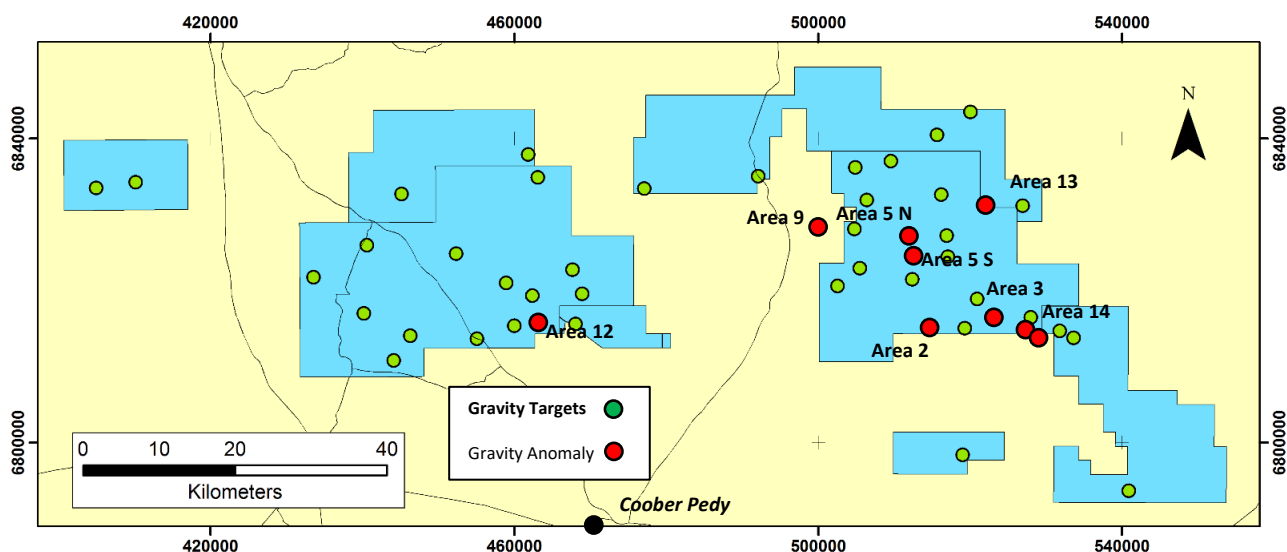 420000 460000 500000 540000
N
6840000 6840000
Area 13
Area 9 Area 5 N
Area 5 S
Area 3
Area 14
Area 12
Area 2
Gravity Targets
Gravity Anomaly
6800000 6800000
0 10 20 40
Kilometers
Coober Pedy
420000 460000 500000 540000